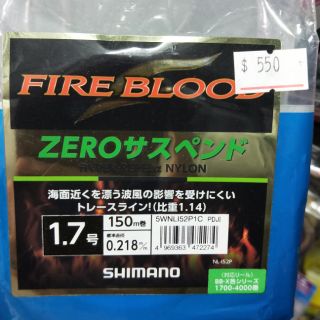 $ 550
FIRE BLOOD
ZEROサスペンド
NYLON
海面近くを漂う波風の影響を受けにくい
トレースライン!(比重1.14)
1.7号
150m巻
標準直径
0.218m/m
5WNLI52P1C PDJE
4 969363 472274
SHIMANO
NL-I52P
(対応リール)
BB-X各シリーズ
1700-4000番